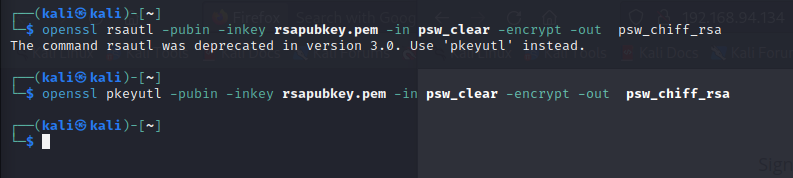 ┌──(kali㉿kali)-[~]
└─$ openssl rsautl -pubin -inkey rsapubkey.pem -in psw_clear -encrypt -out  psw_chiff_rsa
The command rsautl was deprecated in version 3.0. Use 'pkeyutl' instead.
┌──(kali㉿kali)-[~]
└─$ openssl pkeyutl -pubin -inkey rsapubkey.pem -in psw_clear -encrypt -out  psw_chiff_rsa
┌──(kali㉿kali)-[~]
└─$